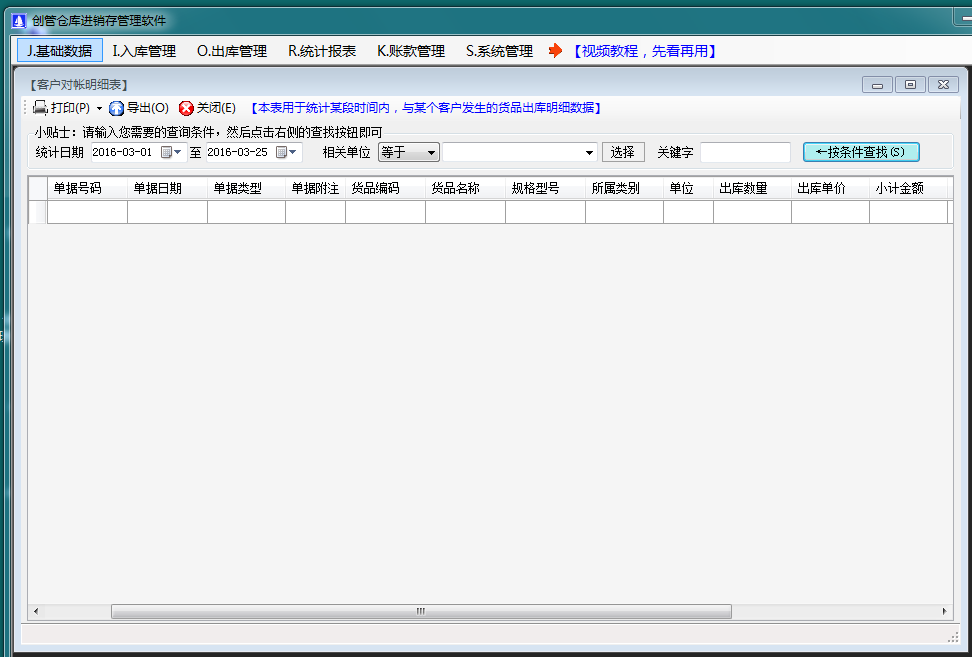 创管仓库进销存管理软件
J.基础数据 I.入库管理 O.出库管理 R.统计报表 K.账款管理 S.系统管理 【视频教程，先看再用】
【客户对帐明细表】
打印(P) 导出(O) 关闭(E) 【本表用于统计某段时间内，与某个客户发生的货品出库明细数据】
小贴士：请输入您需要的查询条件，然后点击右侧的查找按钮即可
统计日期 2016-03-01 至 2016-03-25 相关单位 等于 选择 关键字 ←按条件查找(S)
单据号码 单据日期 单据类型 单据附注 货品编码 货品名称 规格型号 所属类别 单位 出库数量 出库单价 小计金额